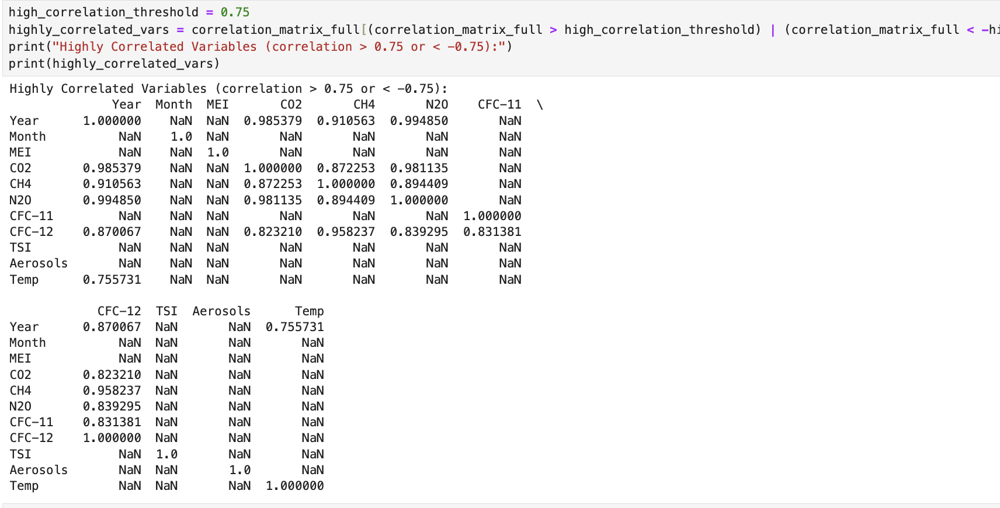 high_correlation_threshold = 0.75
highly_correlated_vars = correlation_matrix_full[(correlation_matrix_full > high_correlation_threshold) | (correlation_matrix_full < -hi
print("Highly Correlated Variables (correlation > 0.75 or < -0.75):")
print(highly_correlated_vars)
Highly Correlated Variables (correlation > 0.75 or < -0.75):
              Year  Month  MEI       CO2       CH4       N2O    CFC-11  \
Year      1.000000    NaN  NaN  0.985379  0.910563  0.994850       NaN
Month          NaN    1.0  NaN       NaN       NaN       NaN       NaN
MEI            NaN    NaN  1.0       NaN       NaN       NaN       NaN
CO2       0.985379    NaN  NaN  1.000000  0.872253  0.981135       NaN
CH4       0.910563    NaN  NaN  0.872253  1.000000  0.894409       NaN
N2O       0.994850    NaN  NaN  0.981135  0.894409  1.000000       NaN
CFC-11         NaN    NaN  NaN       NaN       NaN       NaN  1.000000
CFC-12    0.870067    NaN  NaN  0.823210  0.958237  0.839295  0.831381
TSI            NaN    NaN  NaN       NaN       NaN       NaN       NaN
Aerosols       NaN    NaN  NaN       NaN       NaN       NaN       NaN
Temp      0.755731    NaN  NaN       NaN       NaN       NaN       NaN
            CFC-12  TSI  Aerosols      Temp
Year      0.870067  NaN       NaN  0.755731
Month          NaN  NaN       NaN       NaN
MEI            NaN  NaN       NaN       NaN
CO2       0.823210  NaN       NaN       NaN
CH4       0.958237  NaN       NaN       NaN
N2O       0.839295  NaN       NaN       NaN
CFC-11    0.831381  NaN       NaN       NaN
CFC-12    1.000000  NaN       NaN       NaN
TSI            NaN  1.0       NaN       NaN
Aerosols       NaN  NaN       1.0       NaN
Temp           NaN  NaN       NaN  1.000000